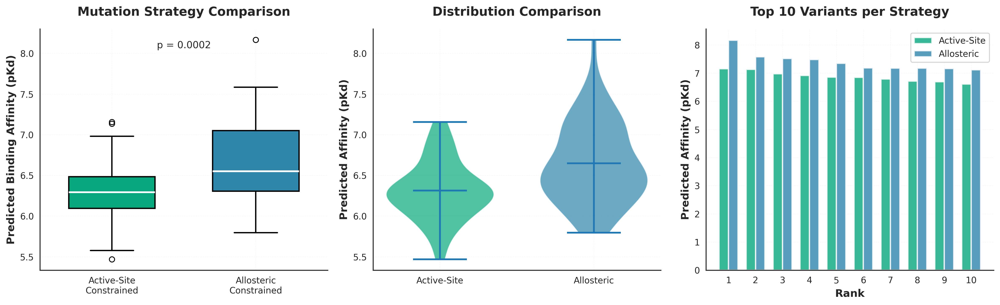 Mutation Strategy Comparison
Predicted Binding Affinity (pKd)
8.0
7.5
7.0
6.5
6.0
5.5
p = 0.0002
Active-Site
Constrained
Allosteric
Constrained
Distribution Comparison
Predicted Affinity (pKd)
8.0
7.5
7.0
6.5
6.0
5.5
Active-Site
Allosteric
Top 10 Variants per Strategy
Predicted Affinity (pKd)
8
7
6
5
4
3
2
1
0
Active-Site
Allosteric
1 2 3 4 5 6 7 8 9 10
Rank